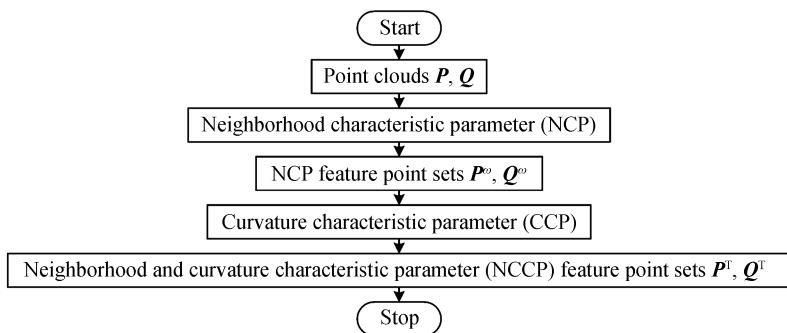 Start
Point clouds P, Q
Neighborhood characteristic parameter (NCP)
NCP feature point sets P^ω, Q^ω
Curvature characteristic parameter (CCP)
Neighborhood and curvature characteristic parameter (NCCP) feature point sets P^T, Q^T
Stop